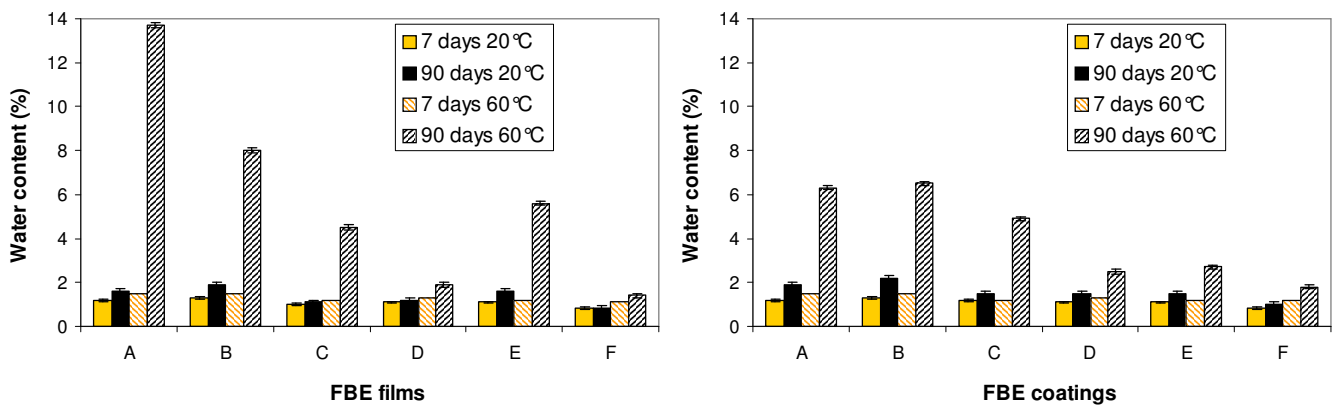 Water content (%)
14
12
10
8
6
4
2
0
7 days 20°C
90 days 20°C
7 days 60°C
90 days 60°C
A B C D E F
FBE films
Water content (%)
14
12
10
8
6
4
2
0
7 days 20°C
90 days 20°C
7 days 60°C
90 days 60°C
A B C D E F
FBE coatings